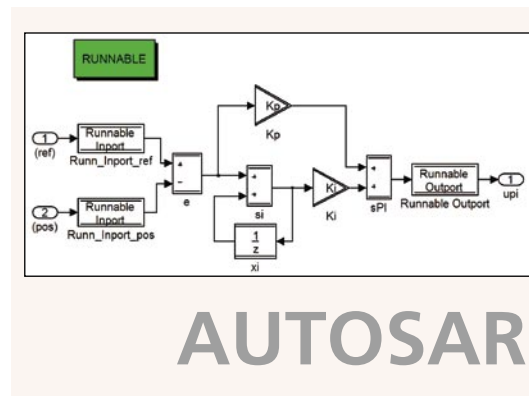 RUNNABLE
Kp
Kp
1
(ref)
Runnable
Inport
Runn_Inport_ref
+
−
e
2
(pos)
Runnable
Inport
Runn_Inport_pos
+
+
si
Ki
Ki
1
z
xi
+
+
sPI
Runnable
Outport
Runnable Outport
1
upi
AUTOSAR